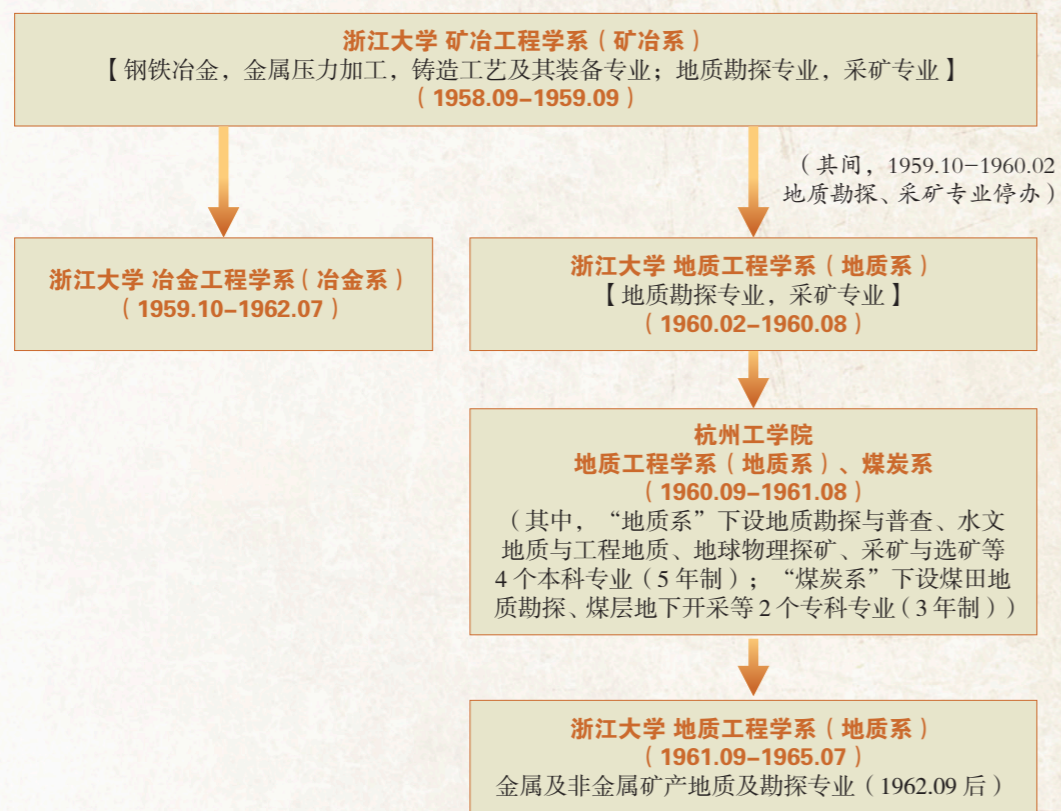 浙江大学 矿冶工程学系（矿冶系）
【钢铁冶金，金属压力加工，铸造工艺及其装备专业；地质勘探专业，采矿专业】
（1958.09–1959.09）
（其间，1959.10–1960.02
地质勘探、采矿专业停办）
浙江大学 冶金工程学系（冶金系）
（1959.10–1962.07）
浙江大学 地质工程学系（地质系）
【地质勘探专业，采矿专业】
（1960.02–1960.08）
杭州工学院
地质工程学系（地质系）、煤炭系
（1960.09–1961.08）
（其中，“地质系”下设地质勘探与普查、水文
地质与工程地质、地球物理探矿、采矿与选矿等
4 个本科专业（5 年制）；“煤炭系”下设煤田地
质勘探、煤层地下开采等 2 个专科专业（3 年制））
浙江大学 地质工程学系（地质系）
（1961.09–1965.07）
金属及非金属矿产地质及勘探专业（1962.09 后）